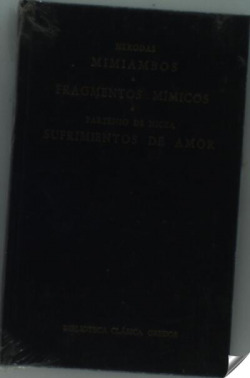 HERODAS
MIMIAMBOS
FRAGMENTOS MÍMICOS
PARTENIO DE NICEA
SUFRIMIENTOS DE AMOR
BIBLIOTECA CLÁSICA GREDOS